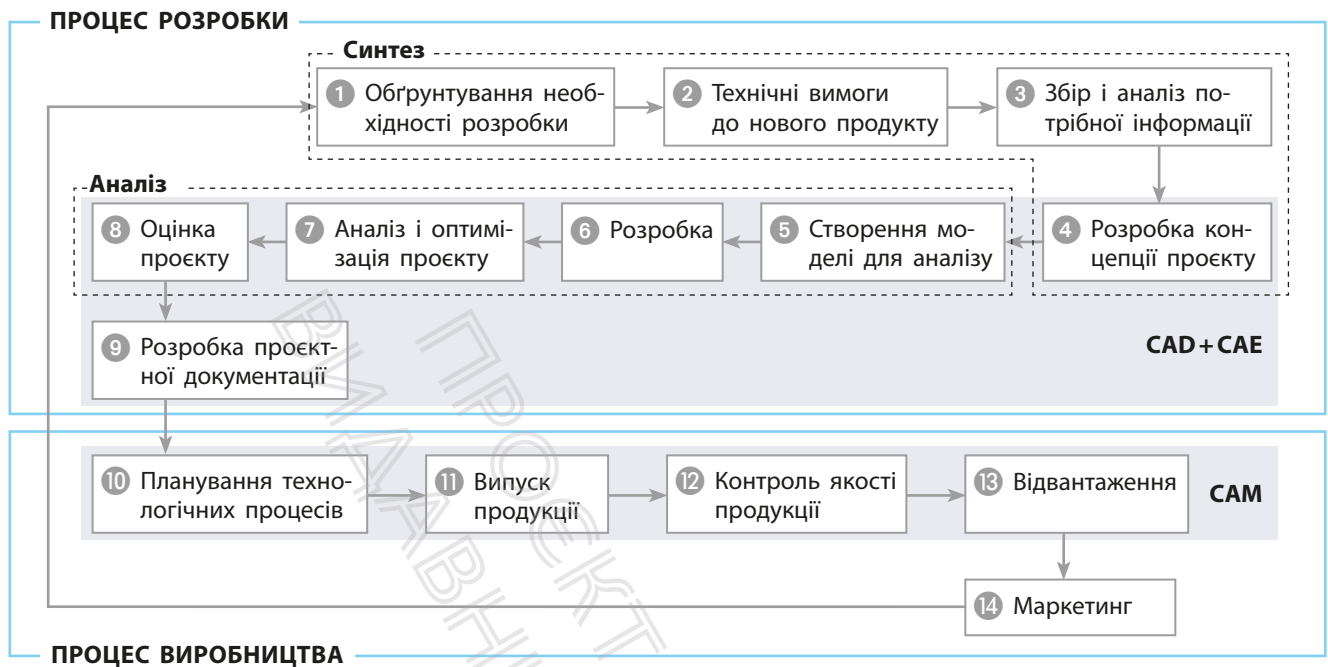 ПРОЦЕС РОЗРОБКИ
Синтез
1 Обґрунтування необ-
хідності розробки
2 Технічні вимоги
до нового продукту
3 Збір і аналіз по-
трібної інформації
Аналіз
8 Оцінка
проєкту
7 Аналіз і оптимі-
зація проєкту
6 Розробка
5 Створення мо-
делі для аналізу
4 Розробка кон-
цепції проєкту
9 Розробка проєкт-
ної документації
CAD+CAE
10 Планування техно-
логічних процесів
11 Випуск
продукції
12 Контроль якості
продукції
13 Відвантаження
CAM
14 Маркетинг
ПРОЦЕС ВИРОБНИЦТВА
ПРОЄКТ